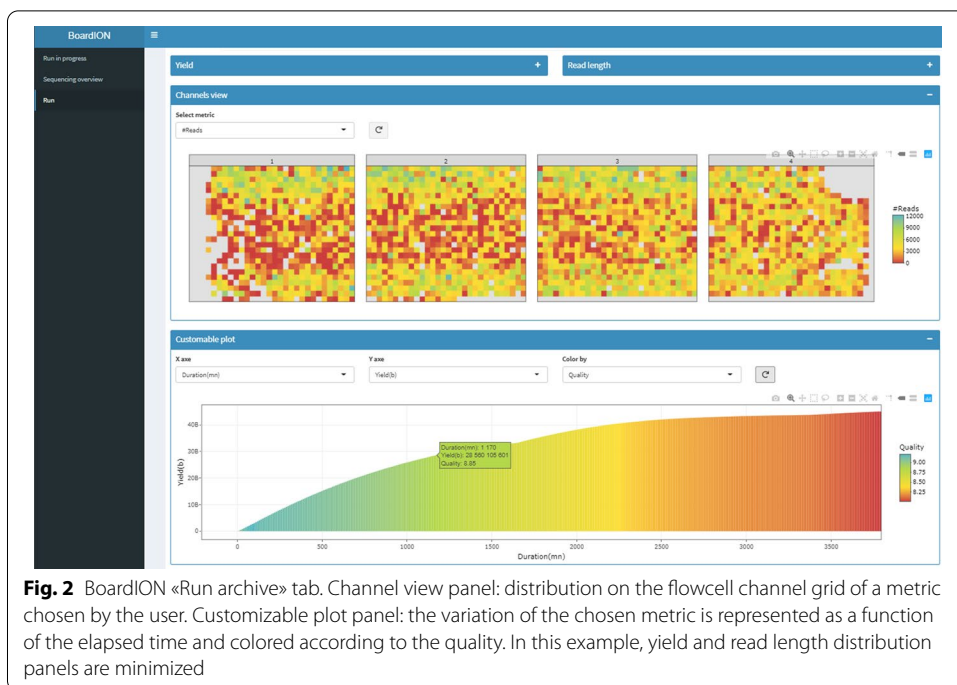 BoardION
Run in progress
Sequencing overview
Run
Yield +
Read length +
Channels view −
Select metric
#Reads
1 2 3 4
#Reads
12000
9000
6000
3000
0
Customable plot −
X axe Y axe Color by
Duration(mn) Yield(b) Quality
40B
30B
20B
10B
0
Yield(b)
Duration(mn): 1 170
Yield(b): 28 560 105 601
Quality: 8.85
Quality
9.00
8.75
8.50
8.25
0 500 1000 1500 2000 2500 3000 3500
Duration(mn)
Fig. 2 BoardION «Run archive» tab. Channel view panel: distribution on the flowcell channel grid of a metric
chosen by the user. Customizable plot panel: the variation of the chosen metric is represented as a function
of the elapsed time and colored according to the quality. In this example, yield and read length distribution
panels are minimized